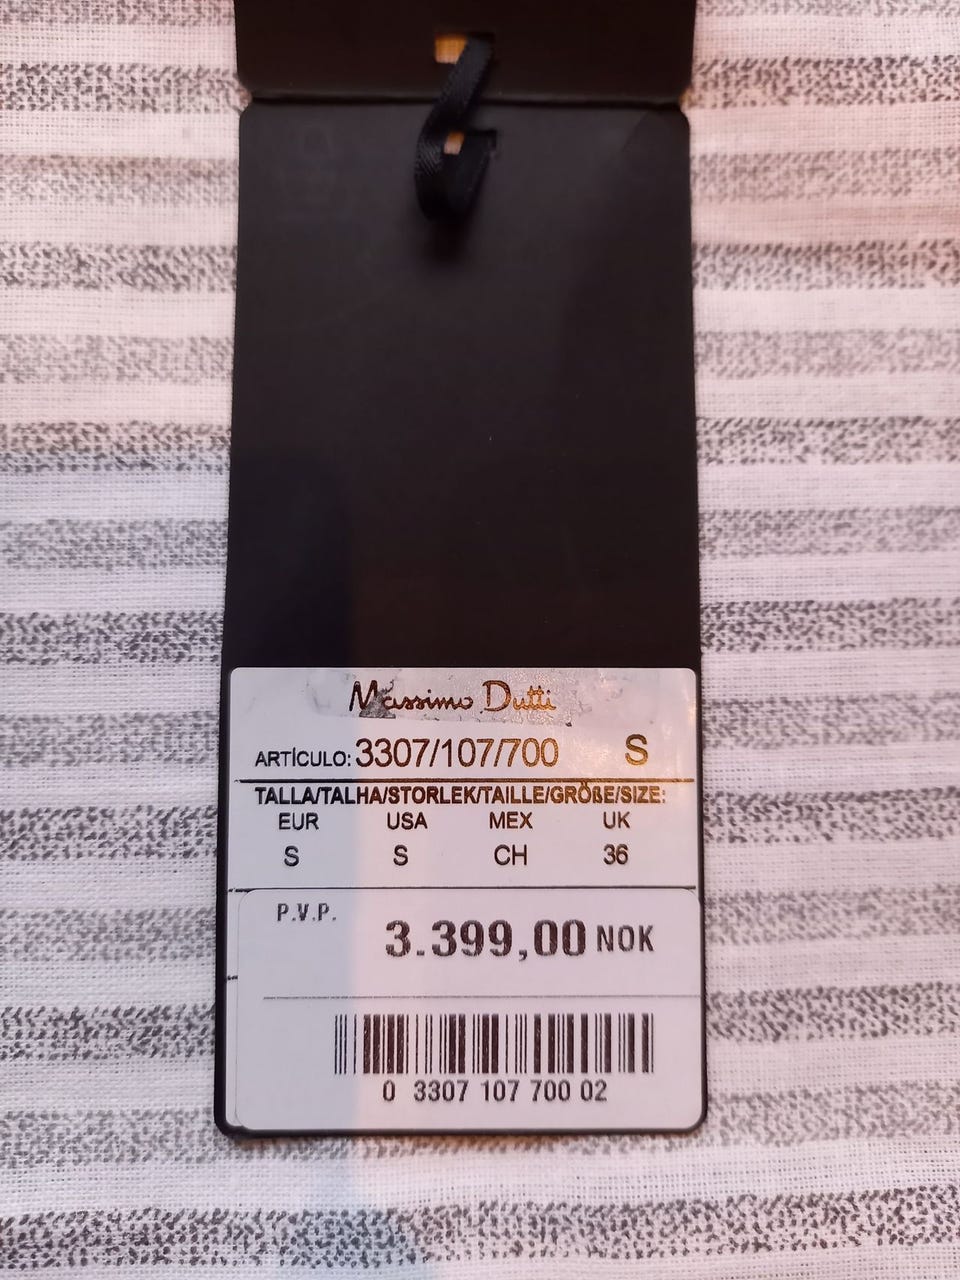 Massimo Dutti
ARTÍCULO: 3307/107/700 S
TALLA/TALHA/STORLEK/TAILLE/GRÖßE/SIZE:
EUR USA MEX UK
S S CH 36
P.V.P. 3.399,00 NOK
0 3307 107 700 02